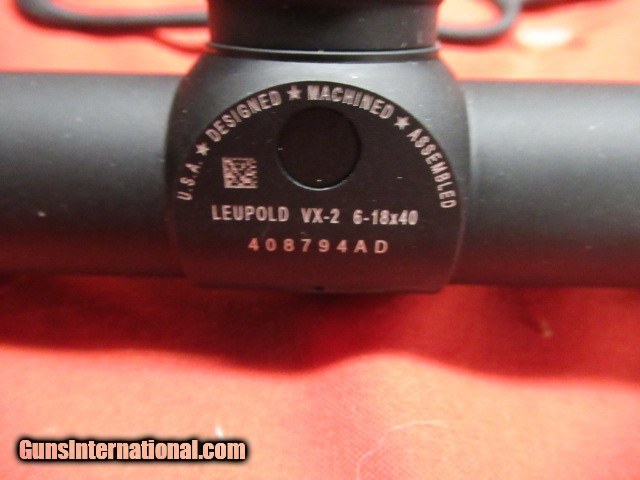 U.S.A. ★ DESIGNED ★ MACHINED ★ ASSEMBLED
LEUPOLD VX-2 6-18x40
408794AD
GunsInternational.com